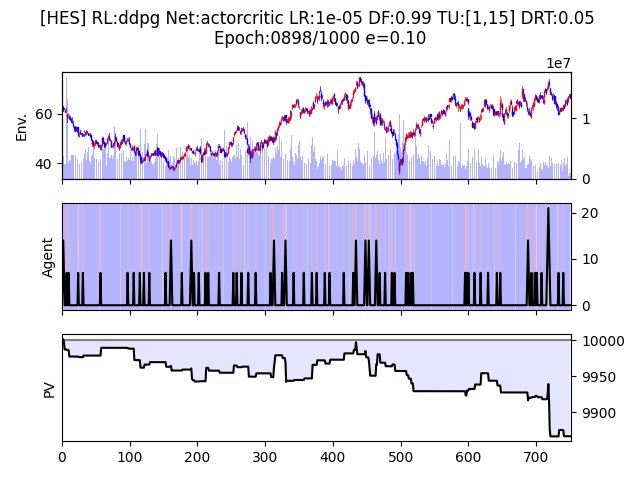 [HES] RL:ddpg Net:actorcritic LR:1e-05 DF:0.99 TU:[1,15] DRT:0.05
Epoch:0898/1000 e=0.10
1e7
Env.
60
40
1
0
Agent
20
10
0
PV
10000
9950
9900
0 100 200 300 400 500 600 700